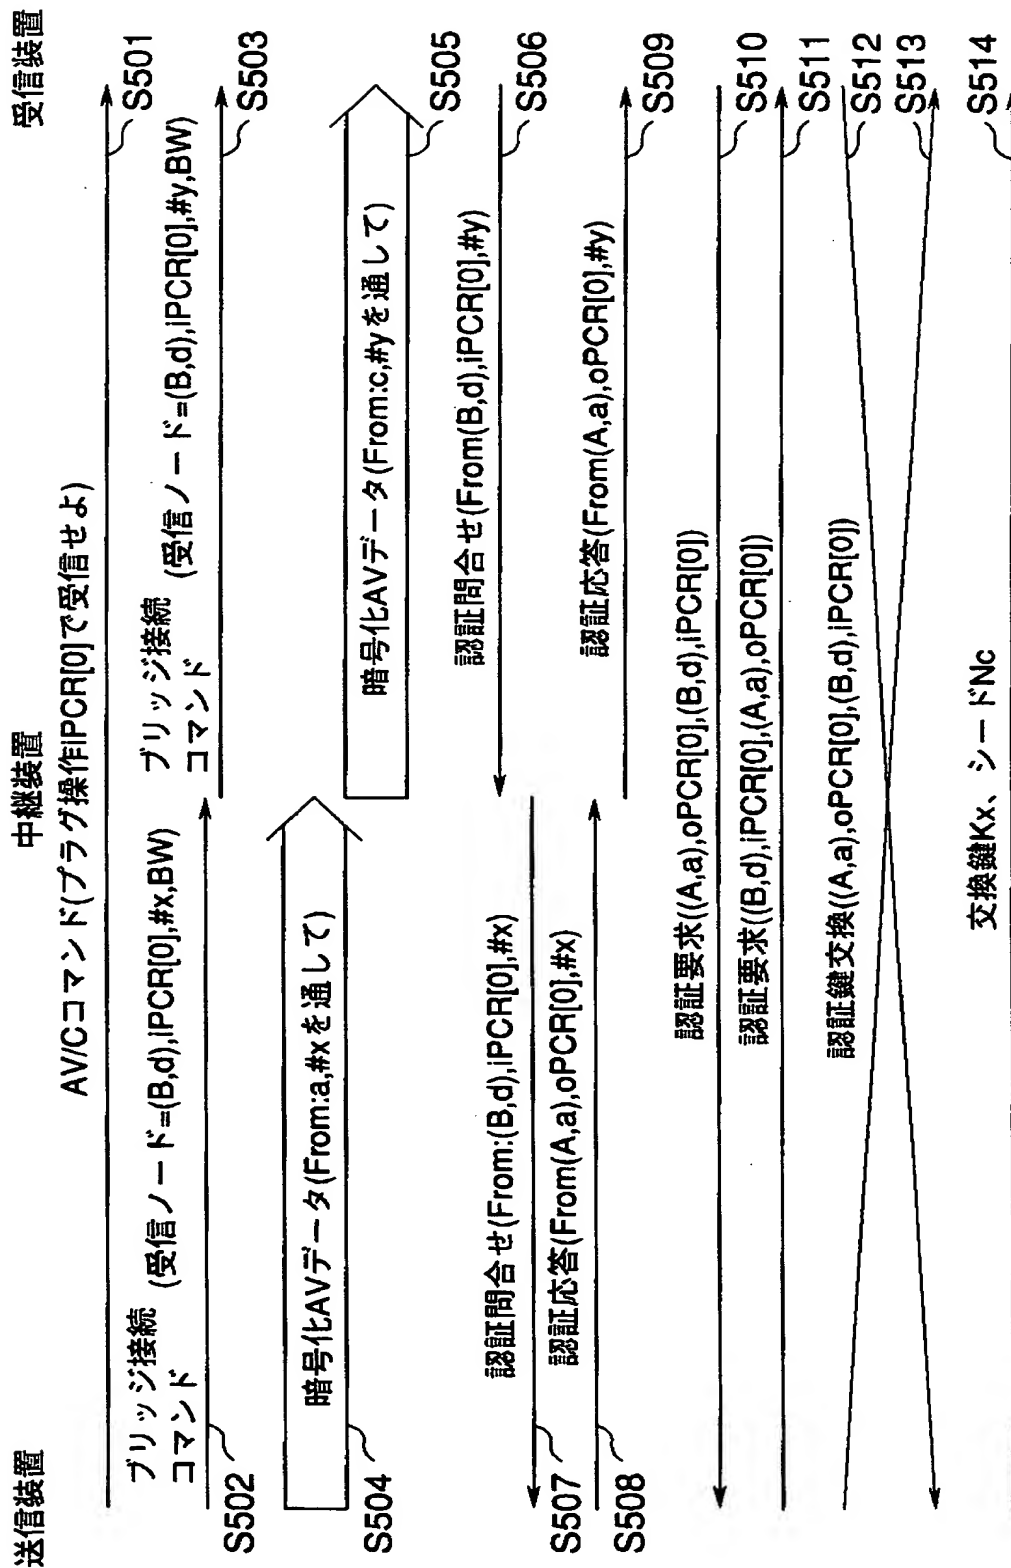 送信装置
中継装置
受信装置
AV/Cコマンド(プラグ操作iPCR[0]で受信せよ)
S501
ブリッジ接続
コマンド
(受信ノード=(B,d),iPCR[0],#x,BW)
S502
ブリッジ接続
コマンド
(受信ノード=(B,d),iPCR[0],#y,BW)
S503
暗号化AVデータ(From:a,#xを通して)
S504
暗号化AVデータ(From:c,#yを通して)
S505
認証問合せ(From(B,d),iPCR[0],#y)
S506
認証問合せ(From:(B,d),iPCR[0],#x)
S507
認証応答(From(A,a),oPCR[0],#x)
S508
認証応答(From(A,a),oPCR[0],#y)
S509
認証要求((A,a),oPCR[0],(B,d),iPCR[0])
S510
認証要求((B,d),iPCR[0],(A,a),oPCR[0])
S511
認証鍵交換((A,a),oPCR[0],(B,d),iPCR[0])
S512
S513
交換鍵Kx、シードNc
S514